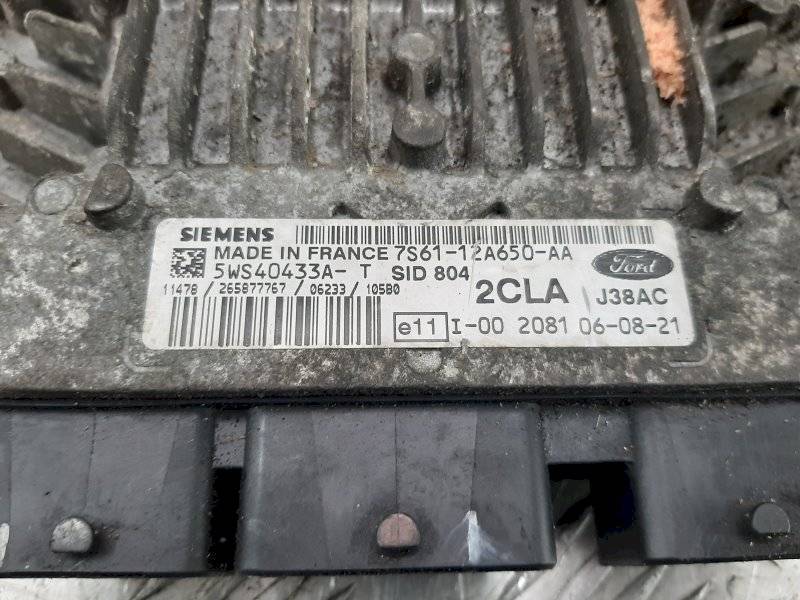 SIEMENS
MADE IN FRANCE 7S61-12A650-AA
5WS40433A- T SID 804
Ford
11478 / 265877767 / 06233 / 105B0
2CLA J38AC
e11 I-00 2081 06-08-21